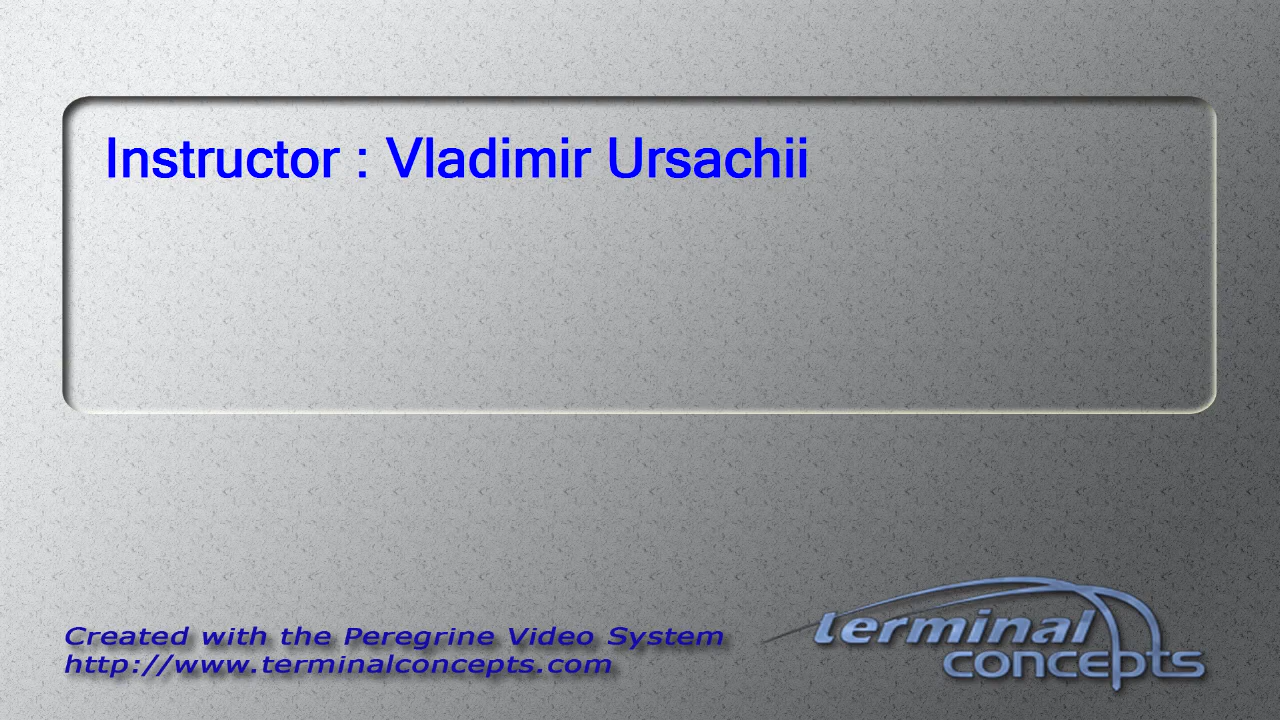 Instructor : Vladimir Ursachii
Created with the Peregrine Video System
http://www.terminalconcepts.com
terminal
concepts